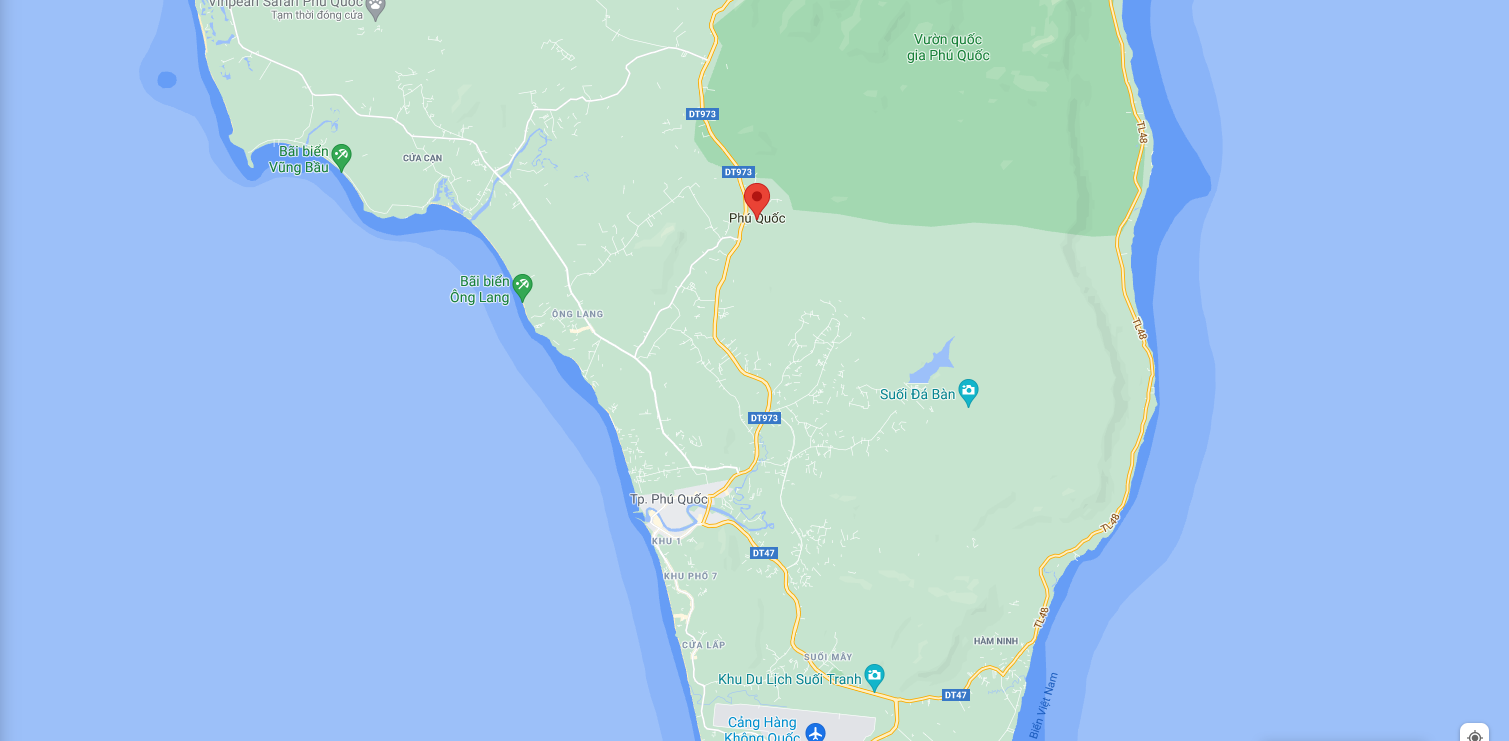 Vinpearl Safari Phú Quốc
Tạm thời đóng cửa
Vườn quốc
gia Phú Quốc
DT973
TL48
Bãi biển
Vũng Bầu
CỬA CẠN
DT973
Phú Quốc
Bãi biển
Ông Lang
ÔNG LANG
TL48
Suối Đá Bàn
DT973
Tp. Phú Quốc
TL48
KHU 1
DT47
KHU PHỐ 7
TL48
CỬA LẤP
HÀM NINH
SUỐI MÂY
Khu Du Lịch Suối Tranh
DT47
Biển Việt Nam
Cảng Hàng
Không Quốc